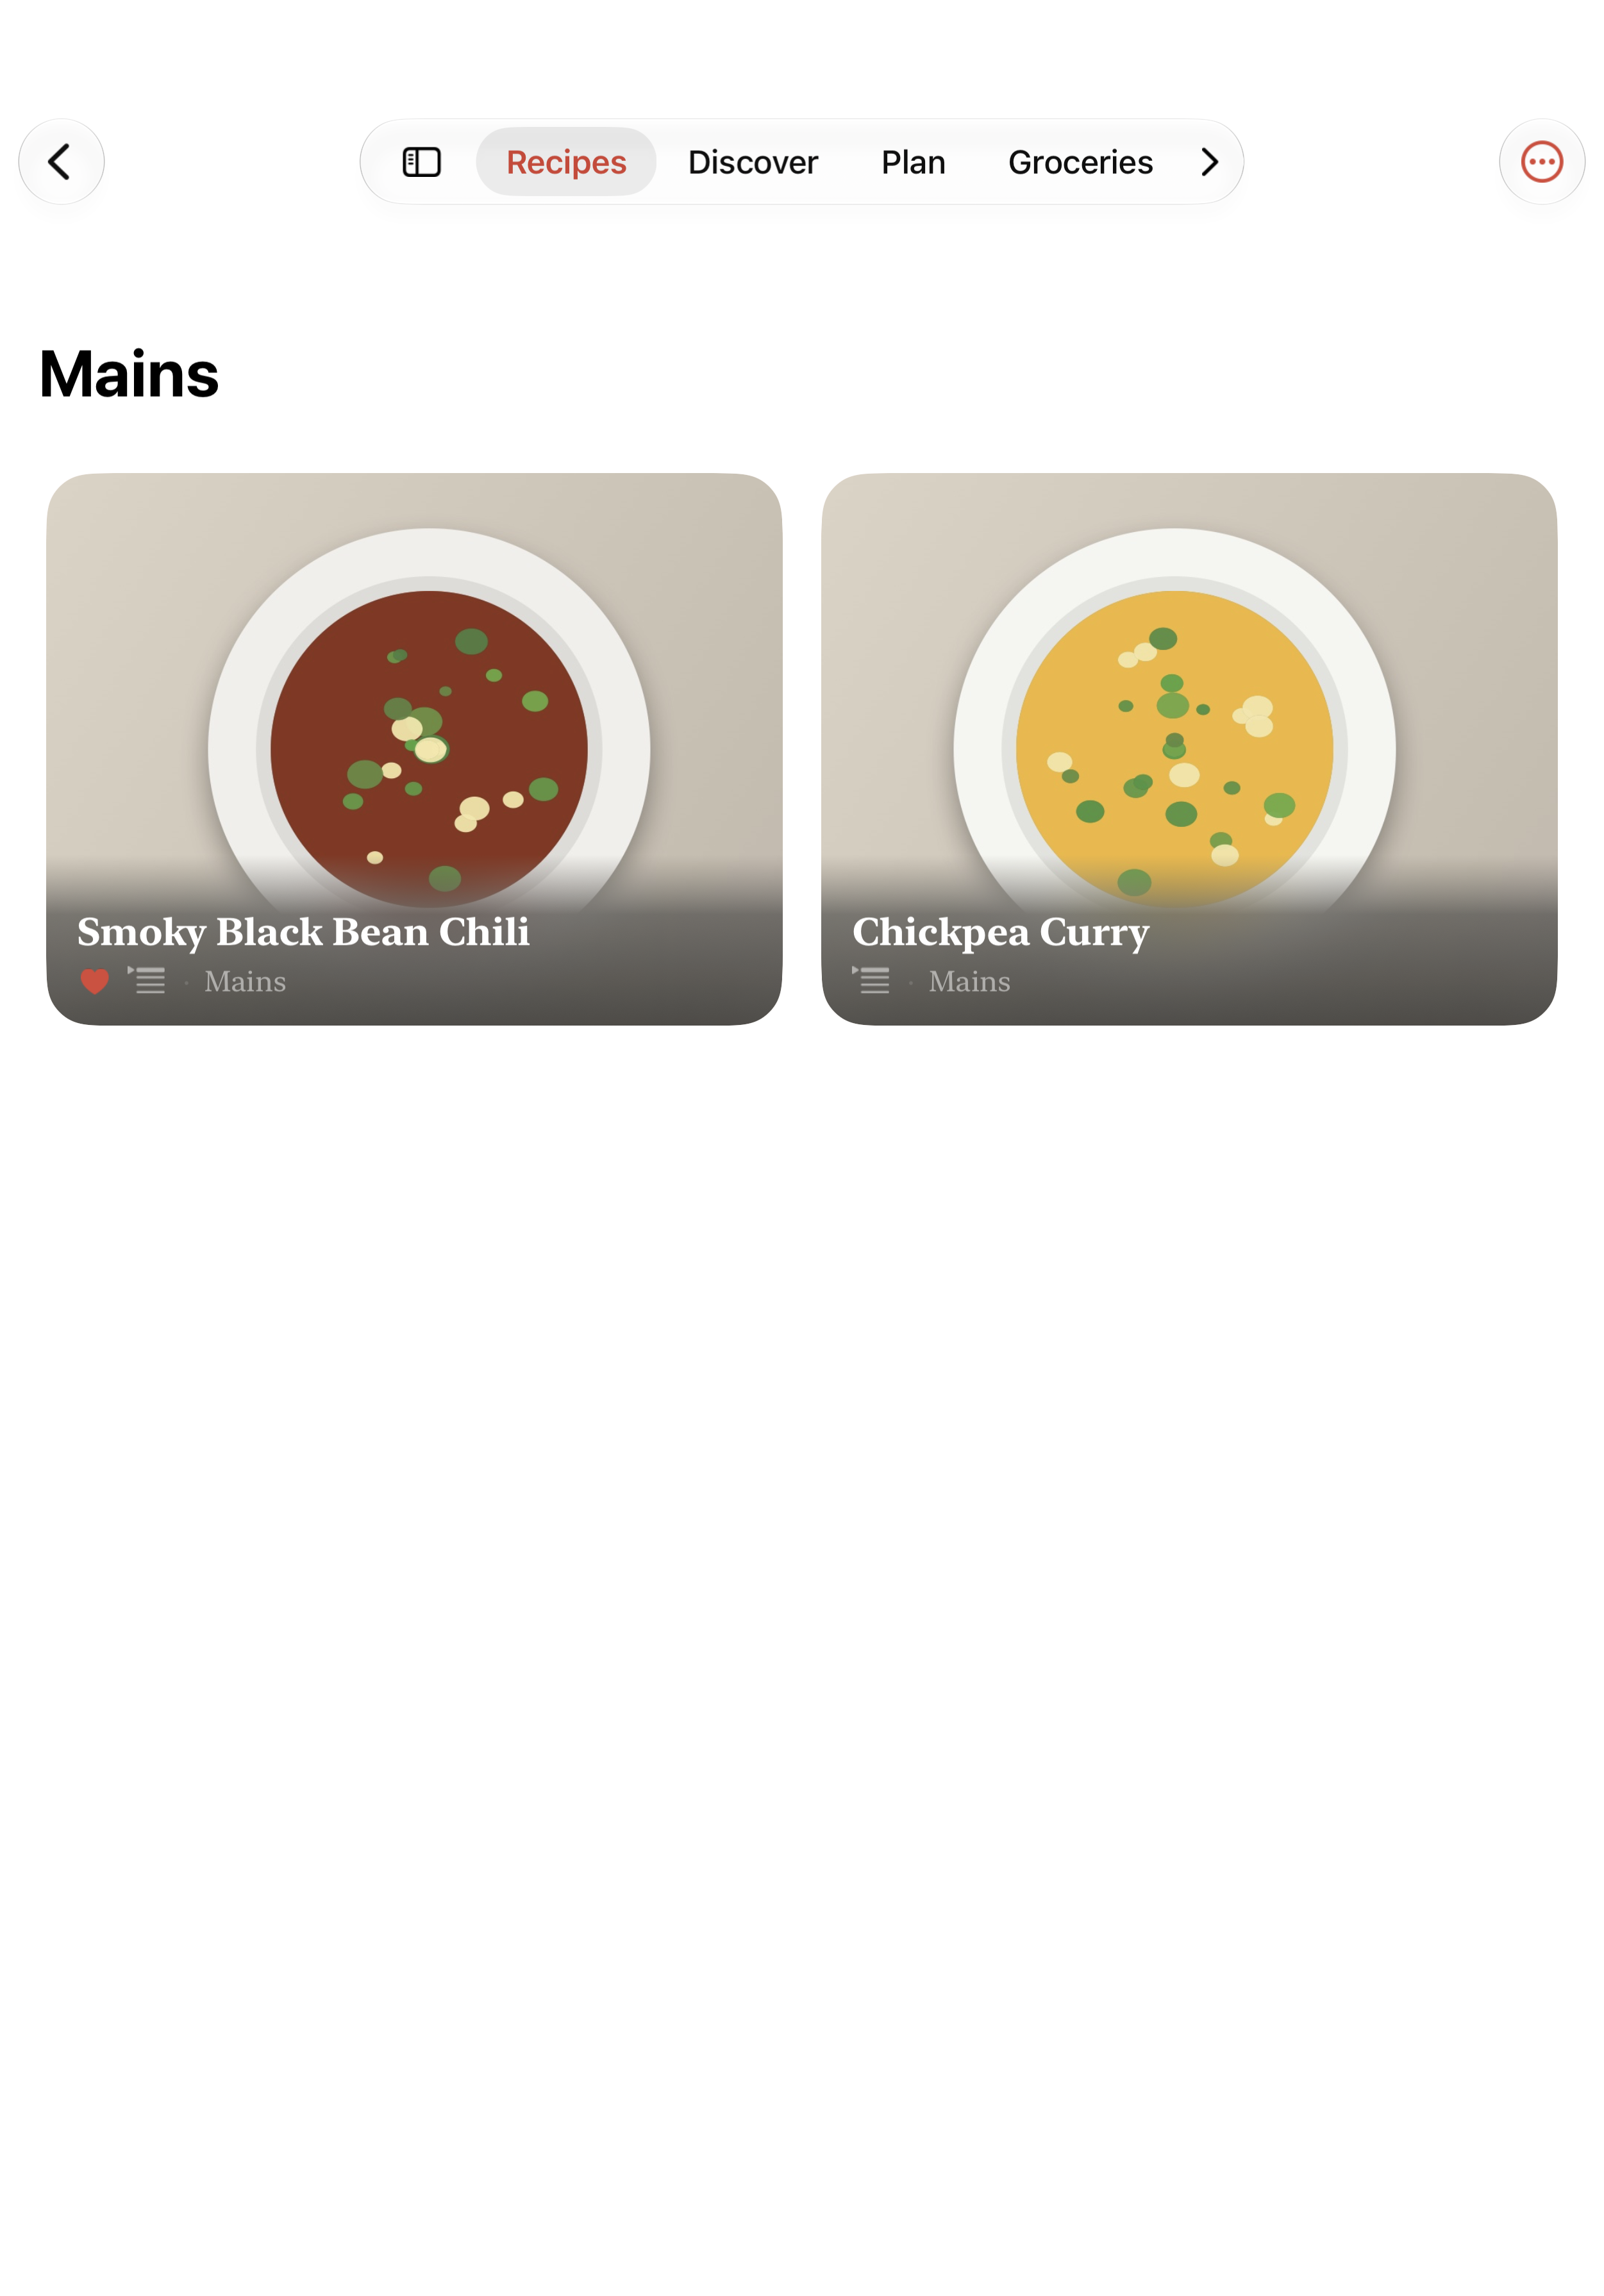 Recipes Discover Plan Groceries
Mains
Smoky Black Bean Chili
· Mains
Chickpea Curry
· Mains